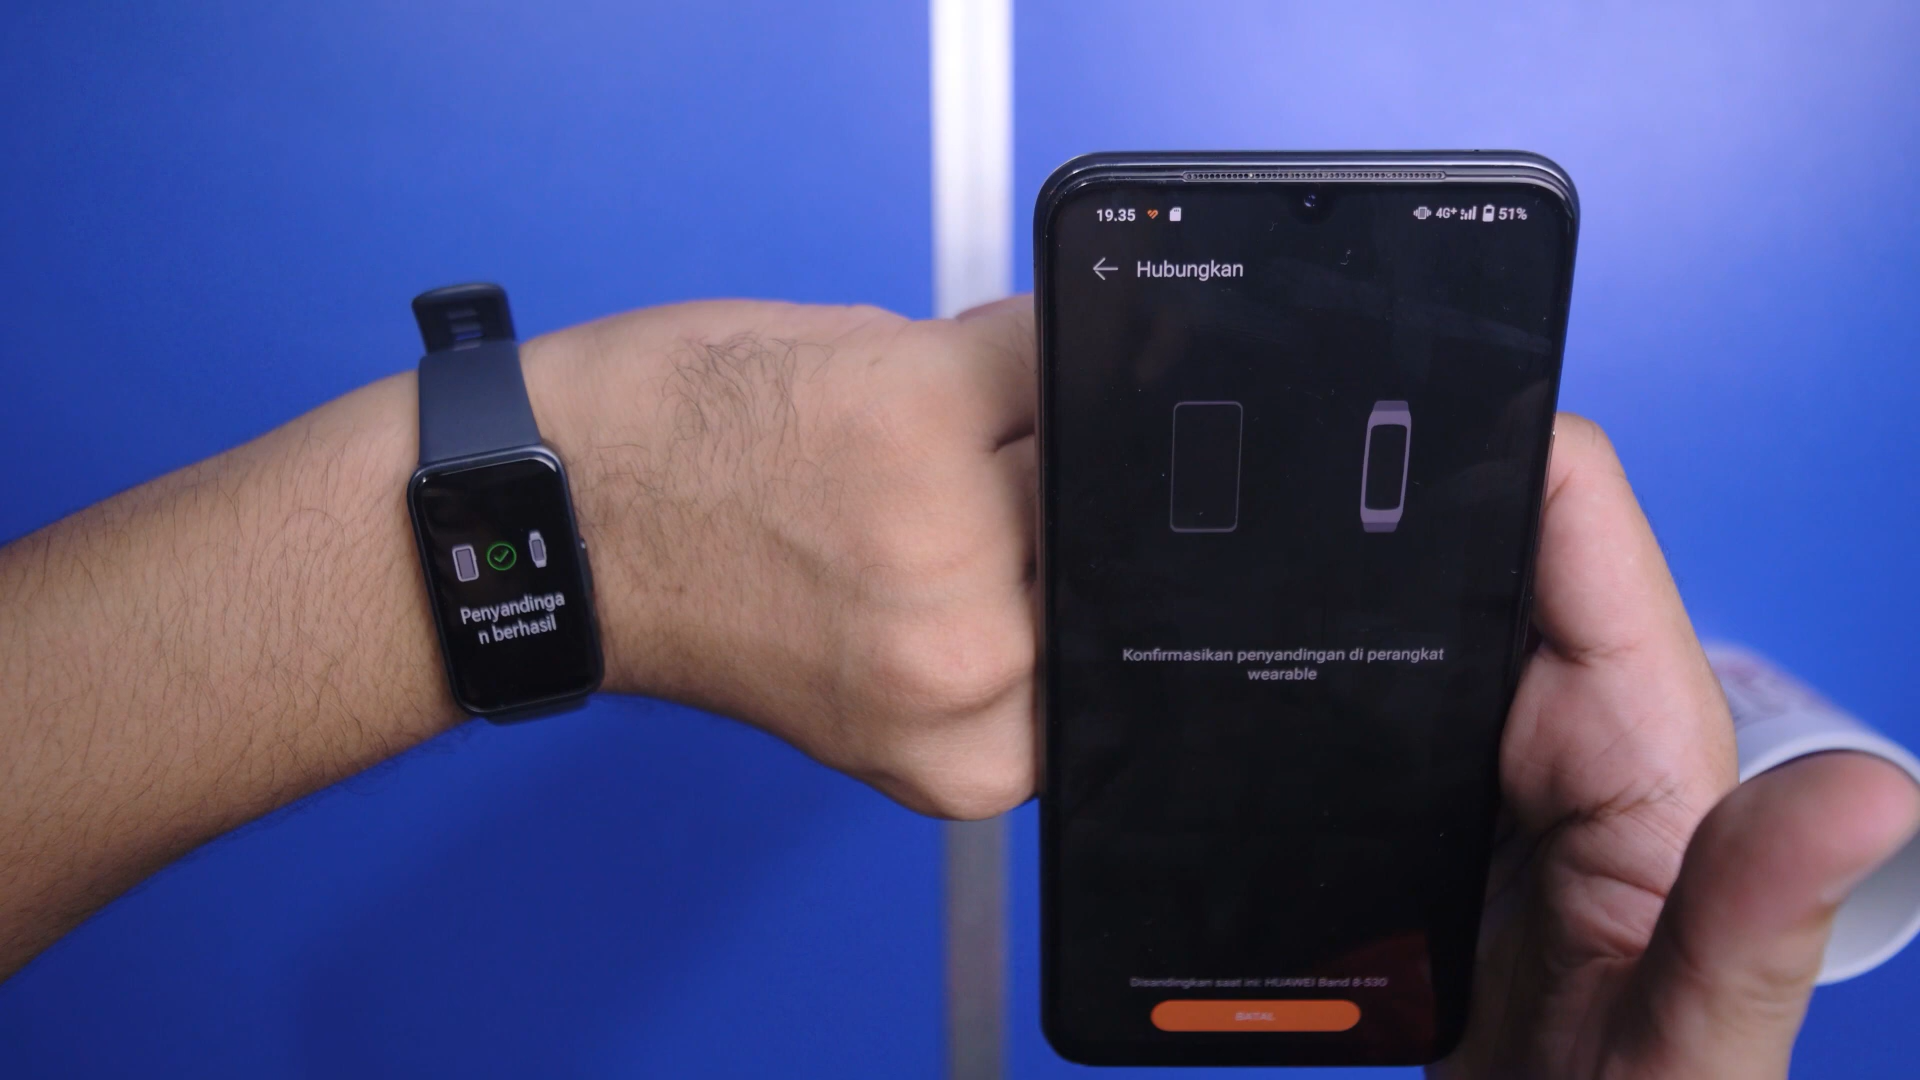 Penyandinga
n berhasil
19.35
4G+ 51%
Hubungkan
Konfirmasikan penyandingan di perangkat
wearable
Disandingkan saat ini: HUAWEI Band 8-530
BATAL